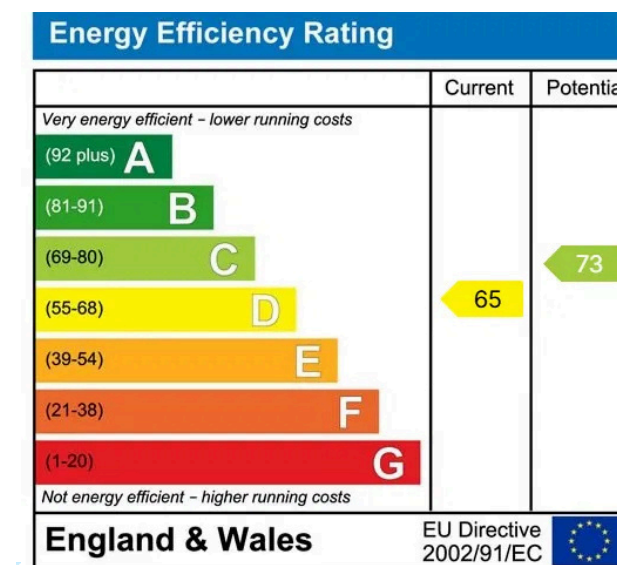 Energy Efficiency Rating
Current Potentia
Very energy efficient – lower running costs
(92 plus) A
(81-91) B
(69-80) C
73
(55-68) D
65
(39-54) E
(21-38) F
(1-20) G
Not energy efficient – higher running costs
England & Wales
EU Directive
2002/91/EC